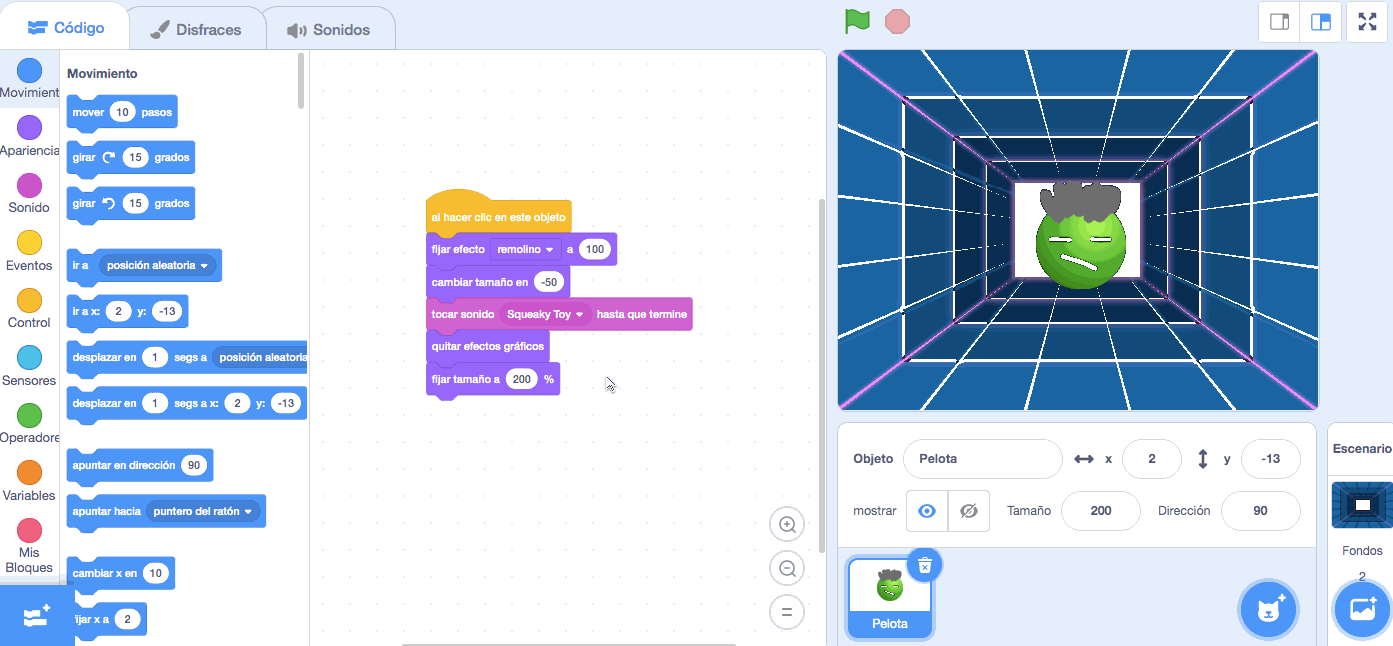 Código
Disfraces
Sonidos
Movimient
Apariencia
Sonido
Eventos
Control
Sensores
Operadore
Variables
Mis
Bloques
Movimiento
mover 10 pasos
girar 15 grados
girar 15 grados
ir a posición aleatoria
ir a x: 2 y: -13
desplazar en 1 segs a posición aleatoria
desplazar en 1 segs a x: 2 y: -13
apuntar en dirección 90
apuntar hacia puntero del ratón
cambiar x en 10
fijar x a 2
al hacer clic en este objeto
fijar efecto remolino a 100
cambiar tamaño en -50
tocar sonido Squeaky Toy hasta que termine
quitar efectos gráficos
fijar tamaño a 200 %
Objeto Pelota x 2 y -13
mostrar Tamaño 200 Dirección 90
Pelota
Escenario
Fondos
2